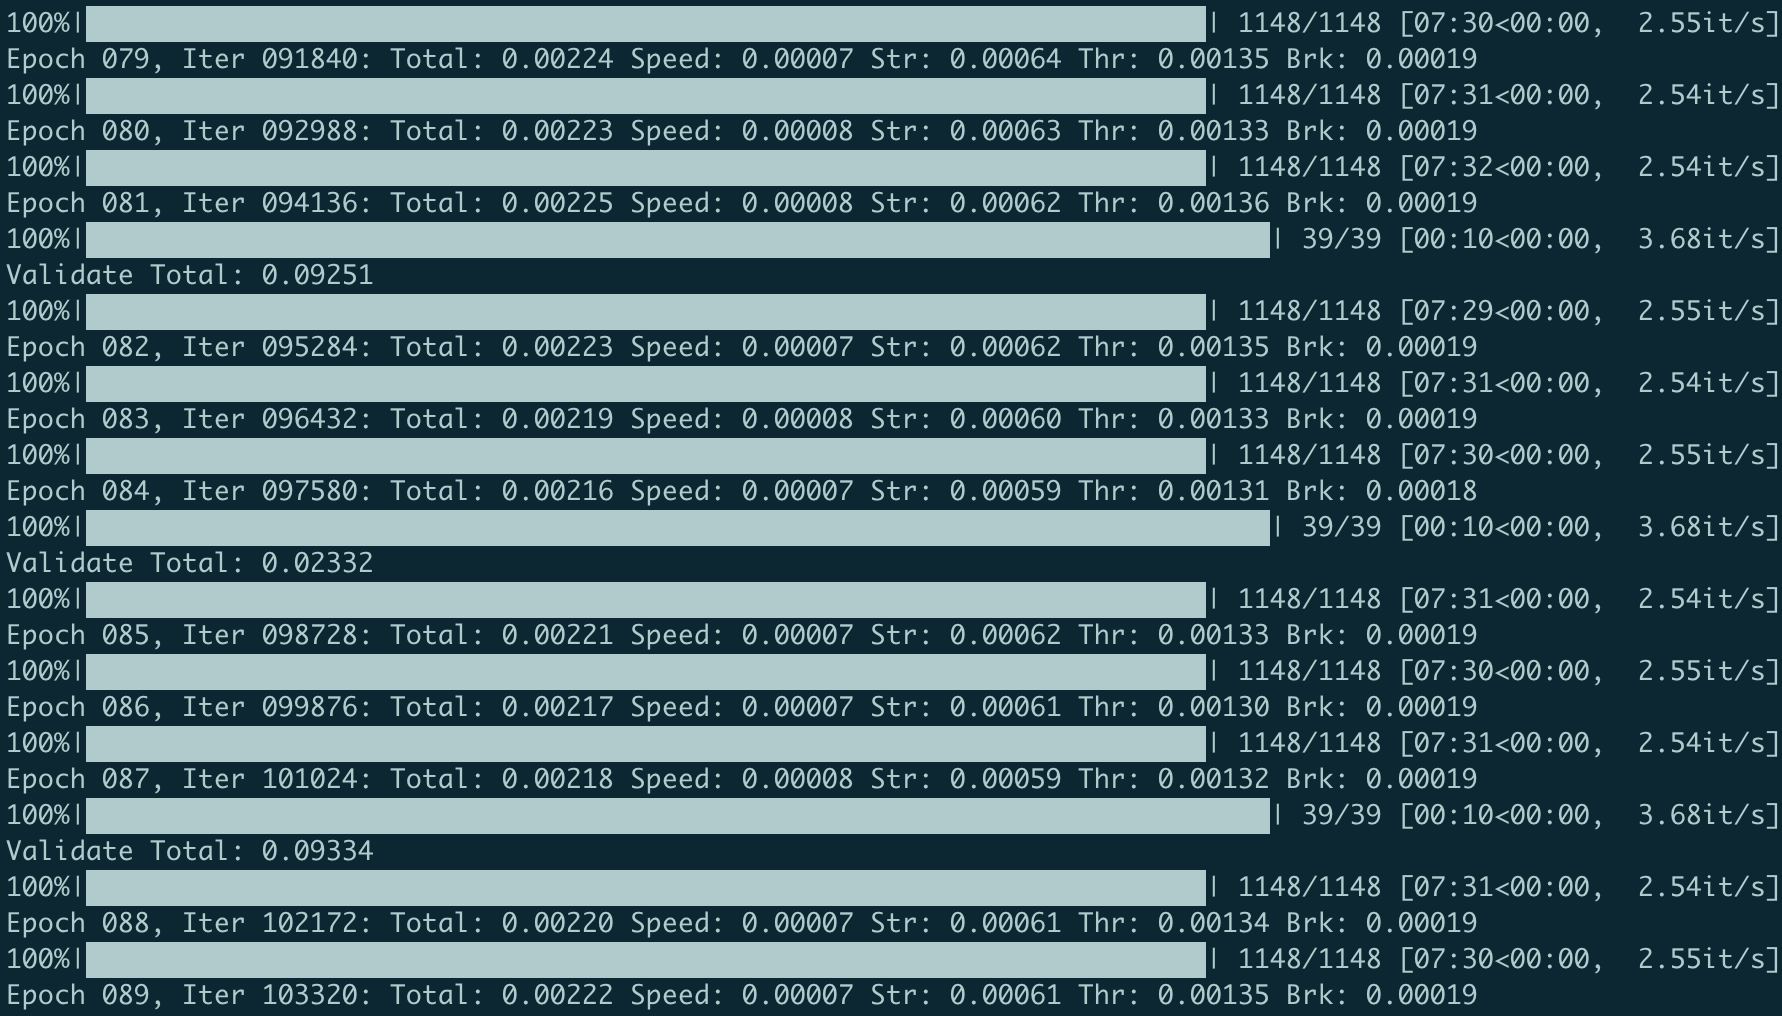 100%| | 1148/1148 [07:30<00:00,  2.55it/s]
Epoch 079, Iter 091840: Total: 0.00224 Speed: 0.00007 Str: 0.00064 Thr: 0.00135 Brk: 0.00019
100%| | 1148/1148 [07:31<00:00,  2.54it/s]
Epoch 080, Iter 092988: Total: 0.00223 Speed: 0.00008 Str: 0.00063 Thr: 0.00133 Brk: 0.00019
100%| | 1148/1148 [07:32<00:00,  2.54it/s]
Epoch 081, Iter 094136: Total: 0.00225 Speed: 0.00008 Str: 0.00062 Thr: 0.00136 Brk: 0.00019
100%| | 39/39 [00:10<00:00,  3.68it/s]
Validate Total: 0.09251
100%| | 1148/1148 [07:29<00:00,  2.55it/s]
Epoch 082, Iter 095284: Total: 0.00223 Speed: 0.00007 Str: 0.00062 Thr: 0.00135 Brk: 0.00019
100%| | 1148/1148 [07:31<00:00,  2.54it/s]
Epoch 083, Iter 096432: Total: 0.00219 Speed: 0.00008 Str: 0.00060 Thr: 0.00133 Brk: 0.00019
100%| | 1148/1148 [07:30<00:00,  2.55it/s]
Epoch 084, Iter 097580: Total: 0.00216 Speed: 0.00007 Str: 0.00059 Thr: 0.00131 Brk: 0.00018
100%| | 39/39 [00:10<00:00,  3.68it/s]
Validate Total: 0.02332
100%| | 1148/1148 [07:31<00:00,  2.54it/s]
Epoch 085, Iter 098728: Total: 0.00221 Speed: 0.00007 Str: 0.00062 Thr: 0.00133 Brk: 0.00019
100%| | 1148/1148 [07:30<00:00,  2.55it/s]
Epoch 086, Iter 099876: Total: 0.00217 Speed: 0.00007 Str: 0.00061 Thr: 0.00130 Brk: 0.00019
100%| | 1148/1148 [07:31<00:00,  2.54it/s]
Epoch 087, Iter 101024: Total: 0.00218 Speed: 0.00008 Str: 0.00059 Thr: 0.00132 Brk: 0.00019
100%| | 39/39 [00:10<00:00,  3.68it/s]
Validate Total: 0.09334
100%| | 1148/1148 [07:31<00:00,  2.54it/s]
Epoch 088, Iter 102172: Total: 0.00220 Speed: 0.00007 Str: 0.00061 Thr: 0.00134 Brk: 0.00019
100%| | 1148/1148 [07:30<00:00,  2.55it/s]
Epoch 089, Iter 103320: Total: 0.00222 Speed: 0.00007 Str: 0.00061 Thr: 0.00135 Brk: 0.00019